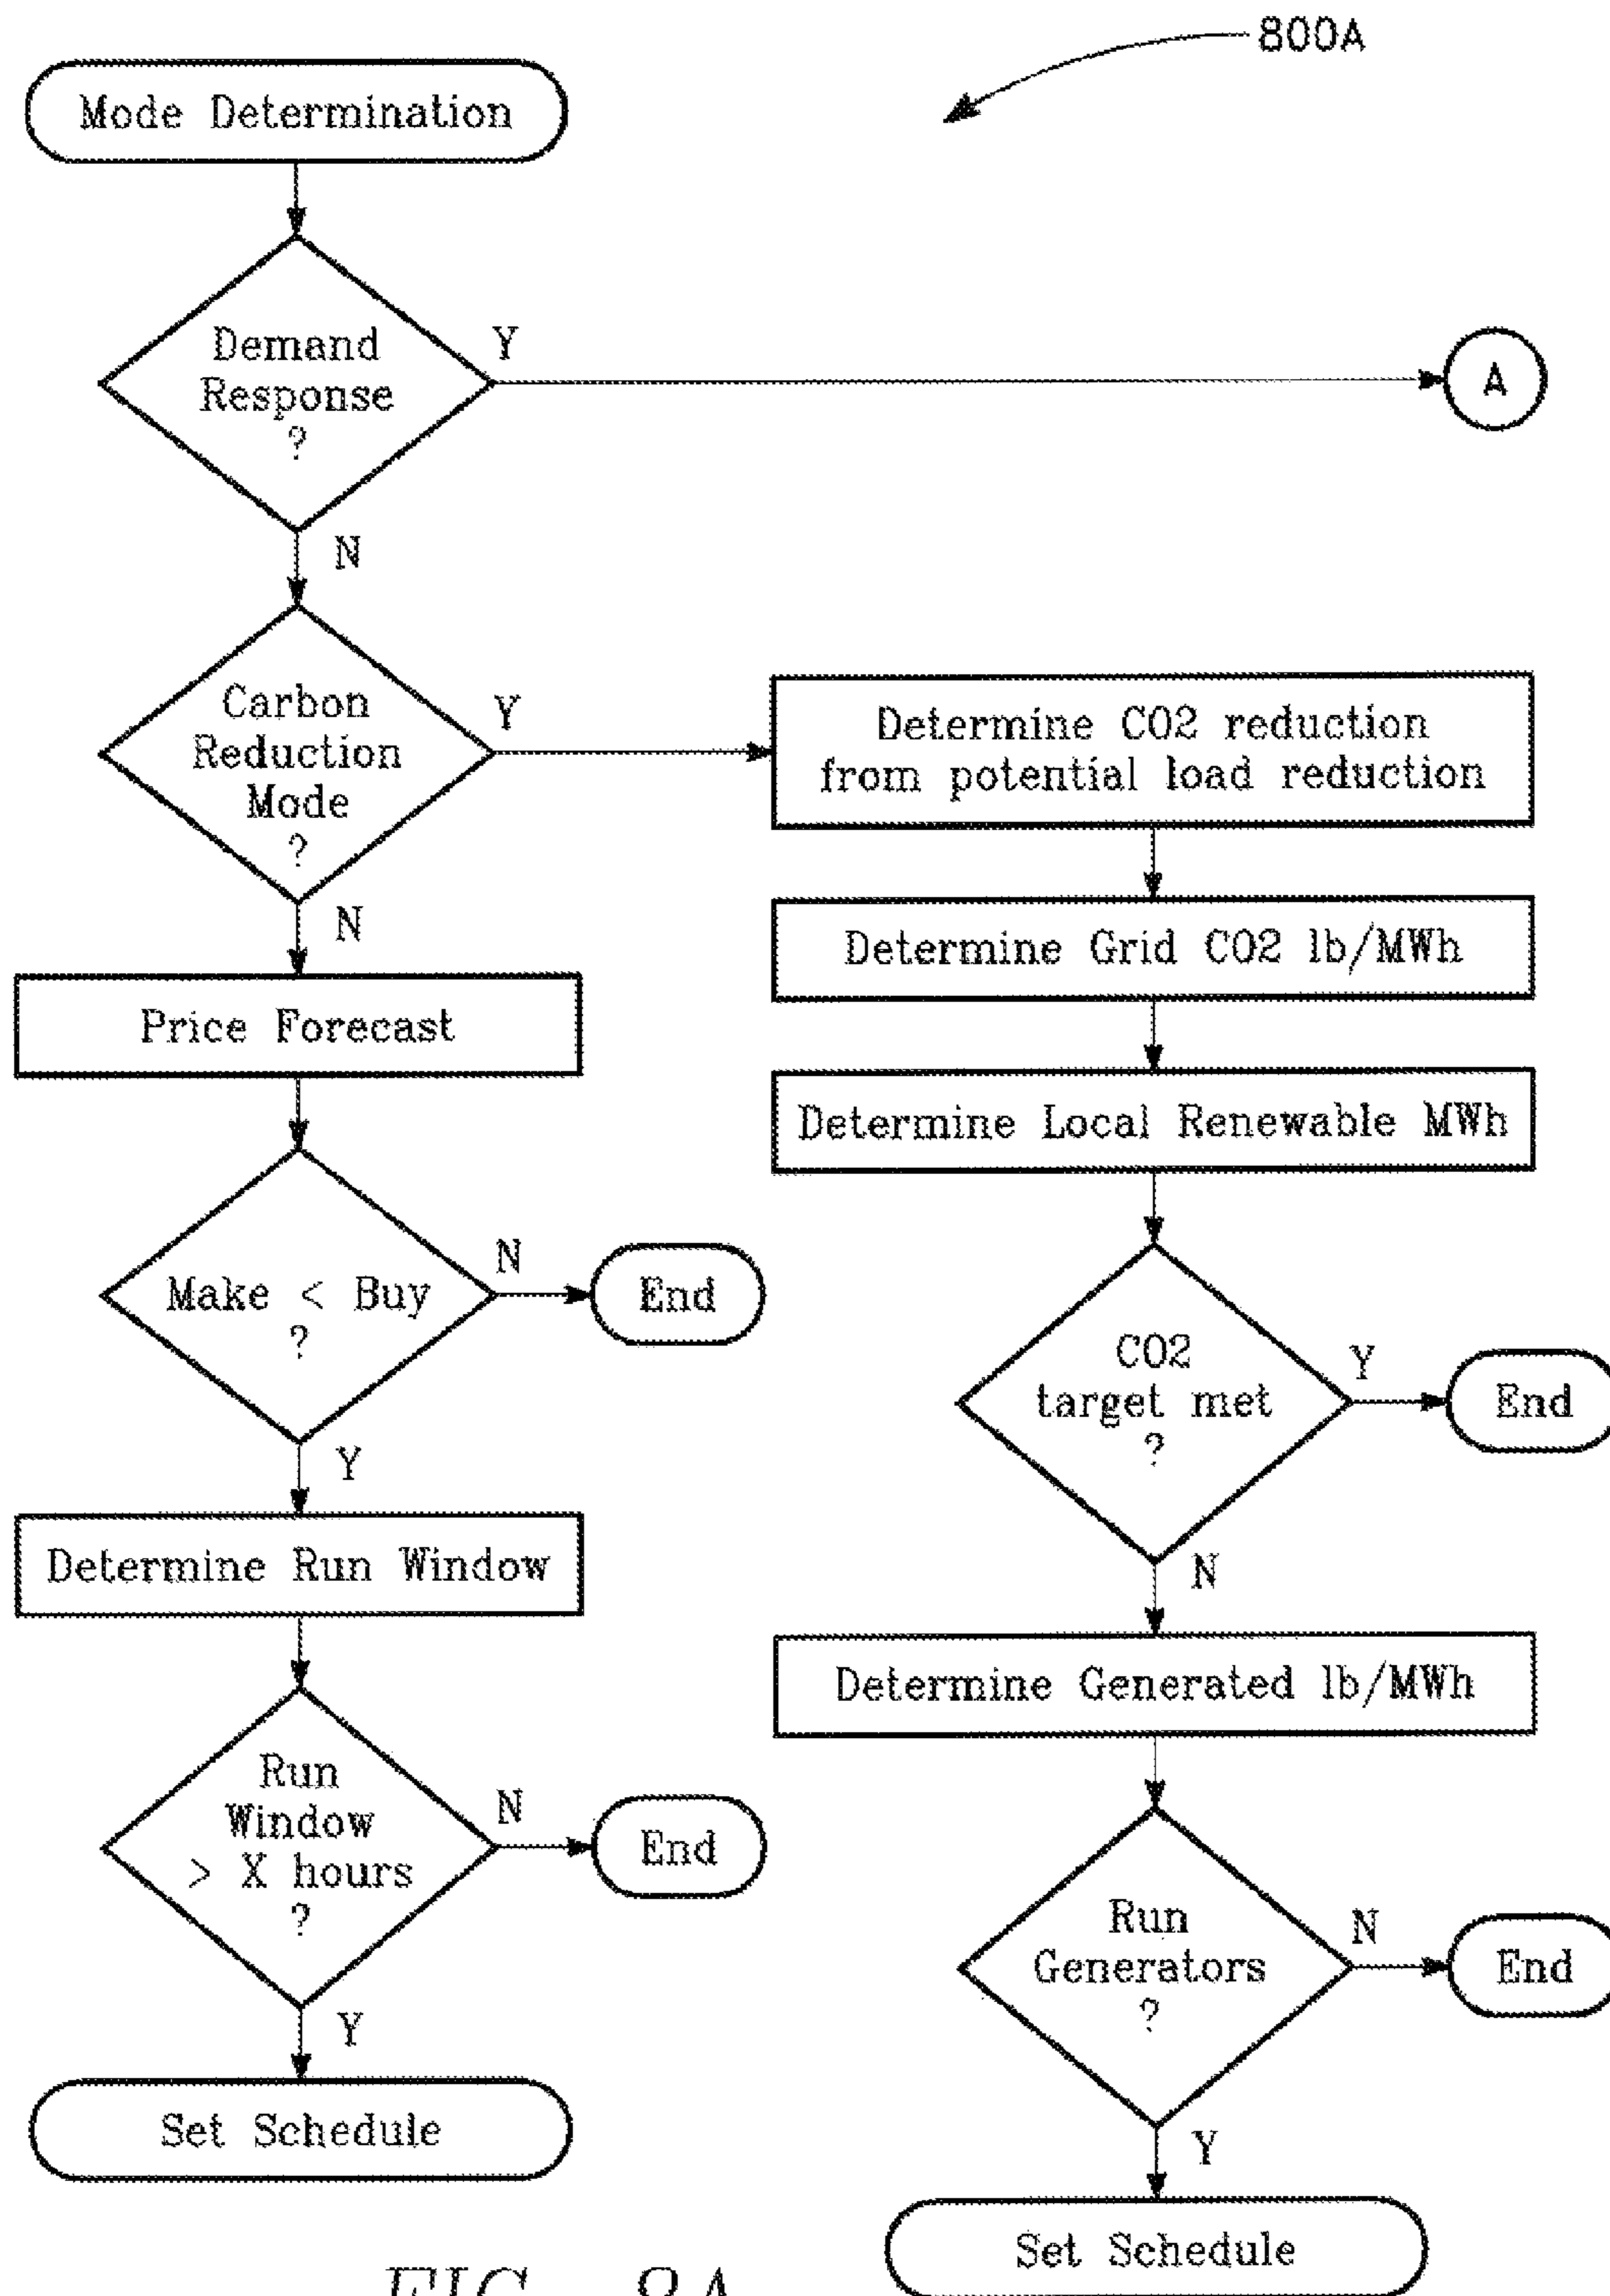 800A
Mode Determination
Demand
Response
?
Y
A
N
Carbon
Reduction
Mode
?
Y
N
Determine CO2 reduction
from potential load reduction
Determine Grid CO2 lb/MWh
Determine Local Renewable MWh
Price Forecast
Make < Buy
?
N
End
Y
Determine Run Window
Run
Window
> X hours
?
N
End
Y
Set Schedule
CO2
target met
?
Y
End
N
Determine Generated lb/MWh
Run
Generators
?
N
End
Y
Set Schedule
FIG. 8A